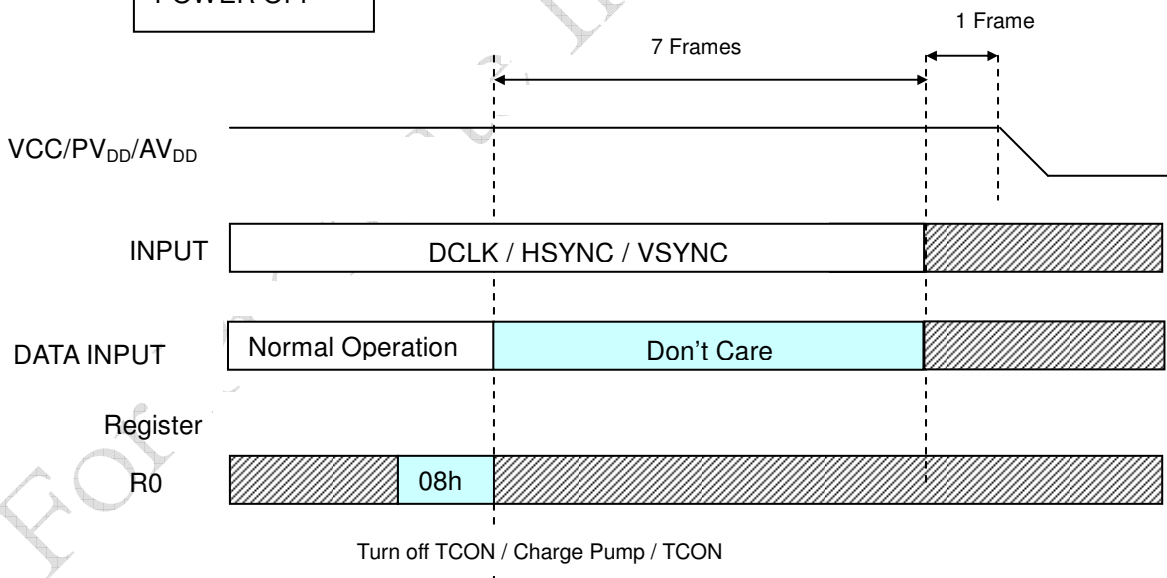 POWER OFF
1 Frame
7 Frames
VCC/PVDD/AVDD
INPUT
DCLK / HSYNC / VSYNC
DATA INPUT
Normal Operation
Don't Care
Register
R0
08h
Turn off TCON / Charge Pump / TCON
For